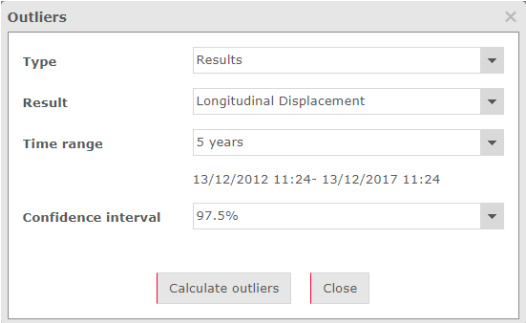 Outliers
Type Results
Result Longitudinal Displacement
Time range 5 years
13/12/2012 11:24- 13/12/2017 11:24
Confidence interval 97.5%
Calculate outliers Close